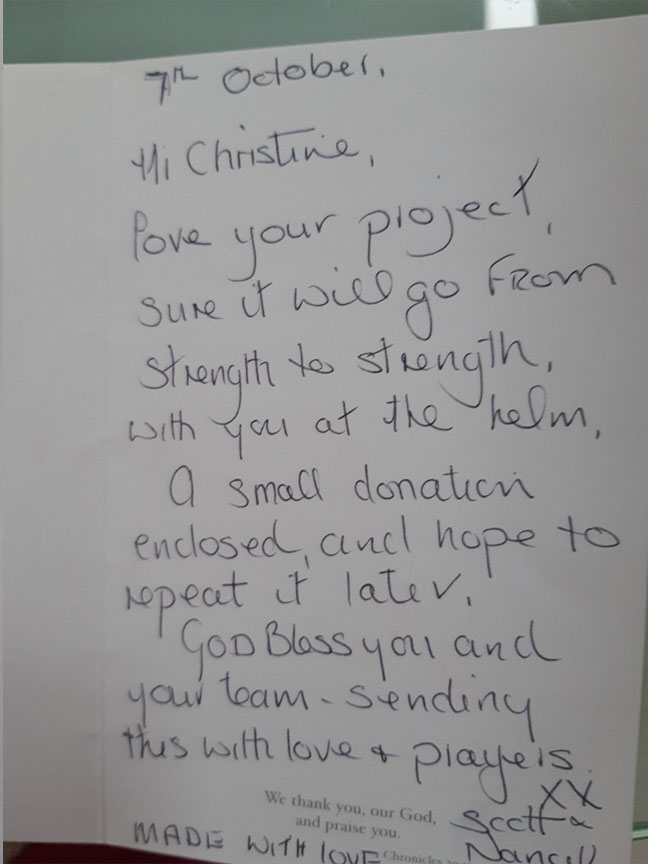 7th October.
Hi Christine,
Love your project,
sure it will go FROM
strength to strength,
with you at the helm,
A small donation
enclosed, and hope to
repeat it later.
GOD Bless you and
your team - sending
this with love & prayers.
XX
We thank you, our God,
and praise you.
Scott &
MADE WITH LOVE
Chronicles